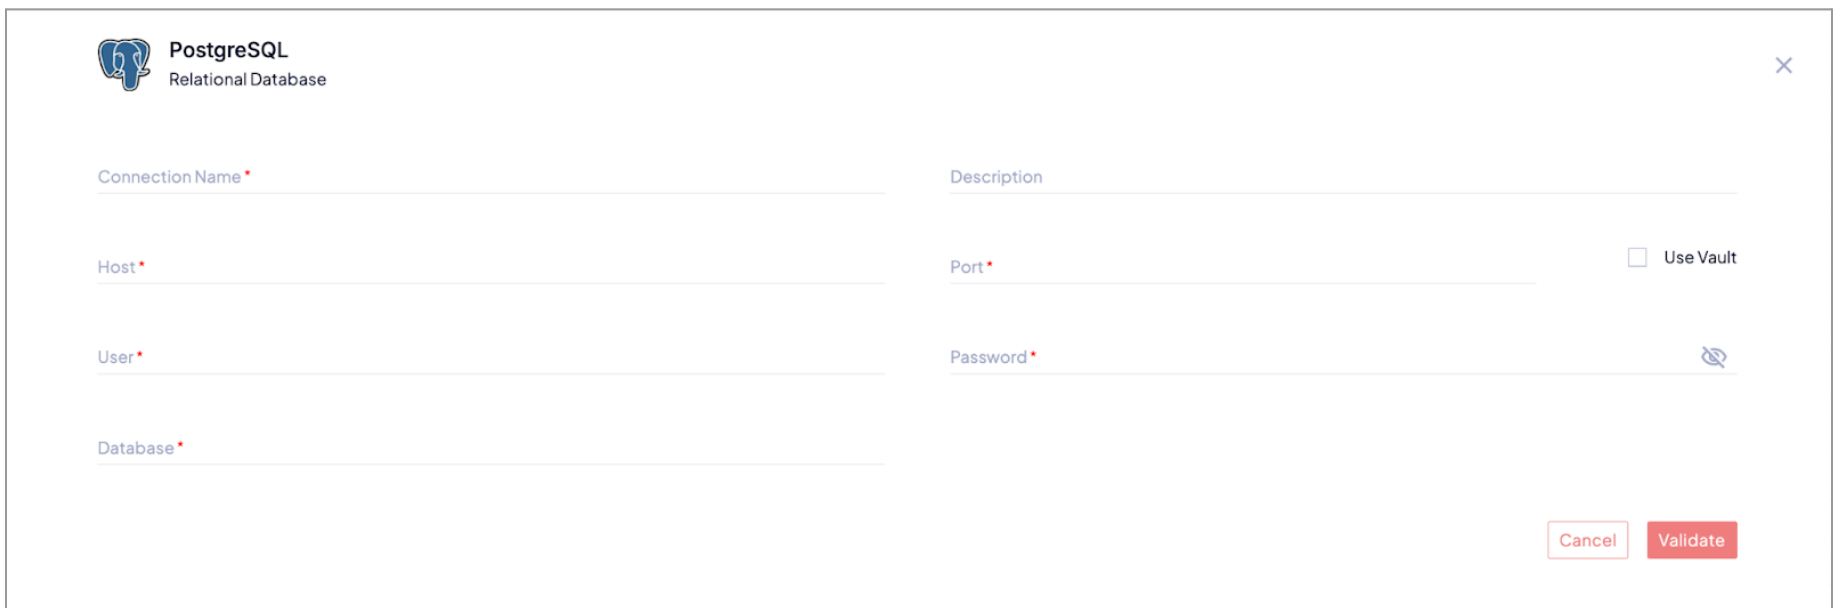 PostgreSQL
Relational Database
Connection Name *
Description
Host *
Port *
Use Vault
User *
Password *
Database *
Cancel
Validate